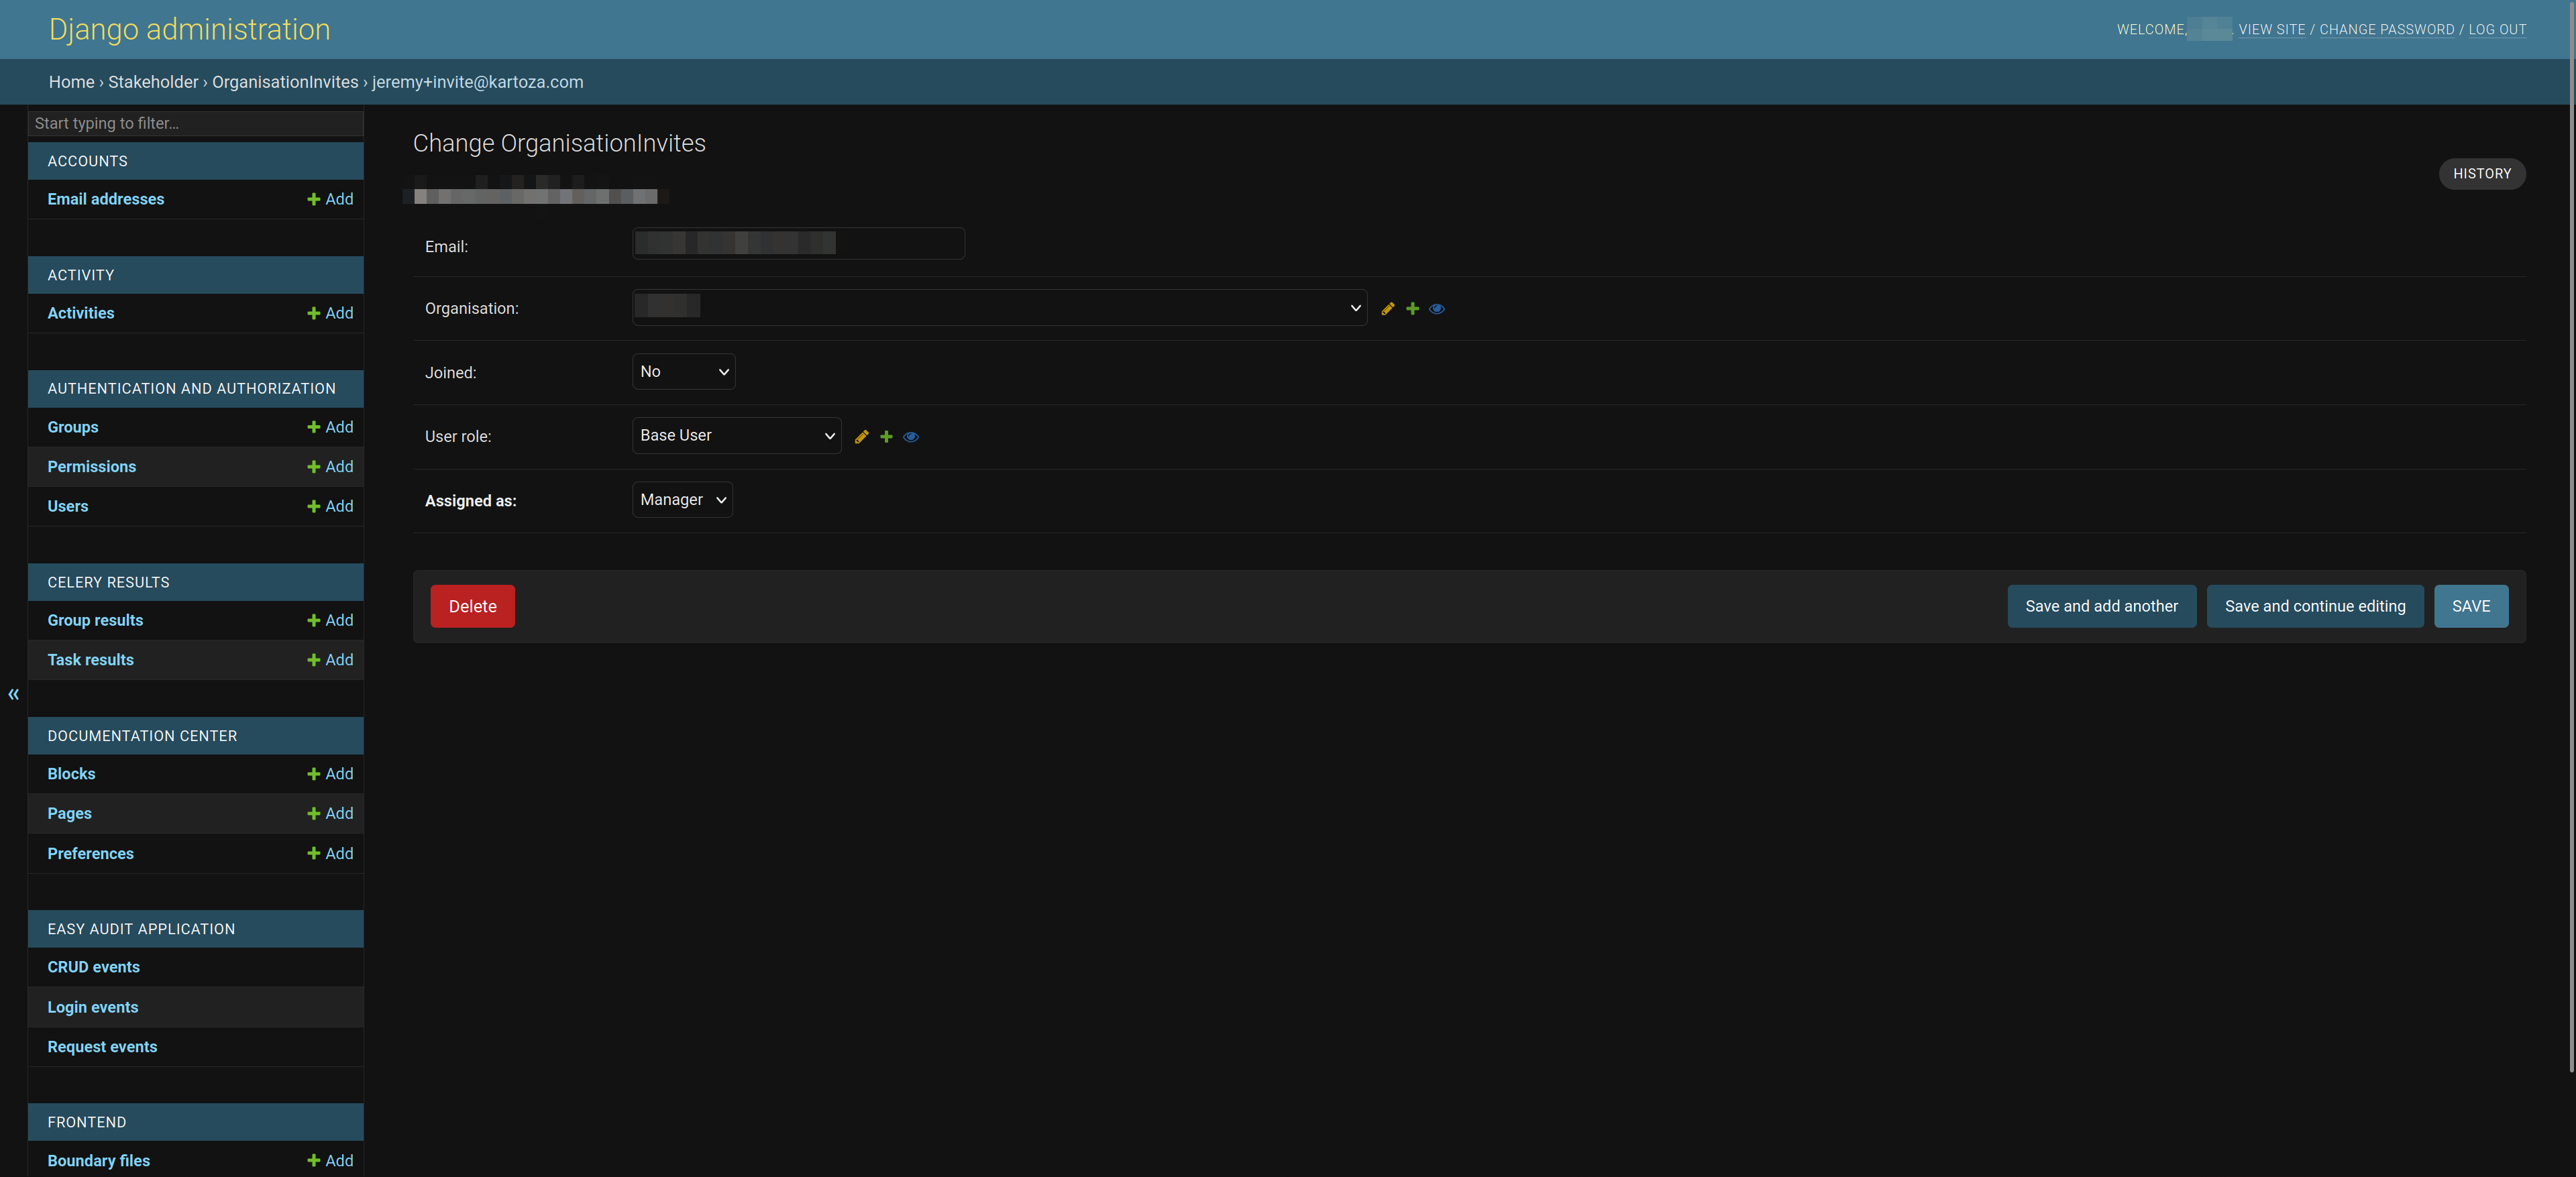 Django administration
WELCOME, VIEW SITE / CHANGE PASSWORD / LOG OUT
Home › Stakeholder › OrganisationInvites › jeremy+invite@kartoza.com
Start typing to filter...
ACCOUNTS
Email addresses Add
ACTIVITY
Activities Add
AUTHENTICATION AND AUTHORIZATION
Groups Add
Permissions Add
Users Add
CELERY RESULTS
Group results Add
Task results Add
«
DOCUMENTATION CENTER
Blocks Add
Pages Add
Preferences Add
EASY AUDIT APPLICATION
CRUD events
Login events
Request events
FRONTEND
Boundary files Add
Change OrganisationInvites
HISTORY
Email:
Organisation:
Joined: No
User role: Base User
Assigned as: Manager
Delete Save and add another Save and continue editing SAVE